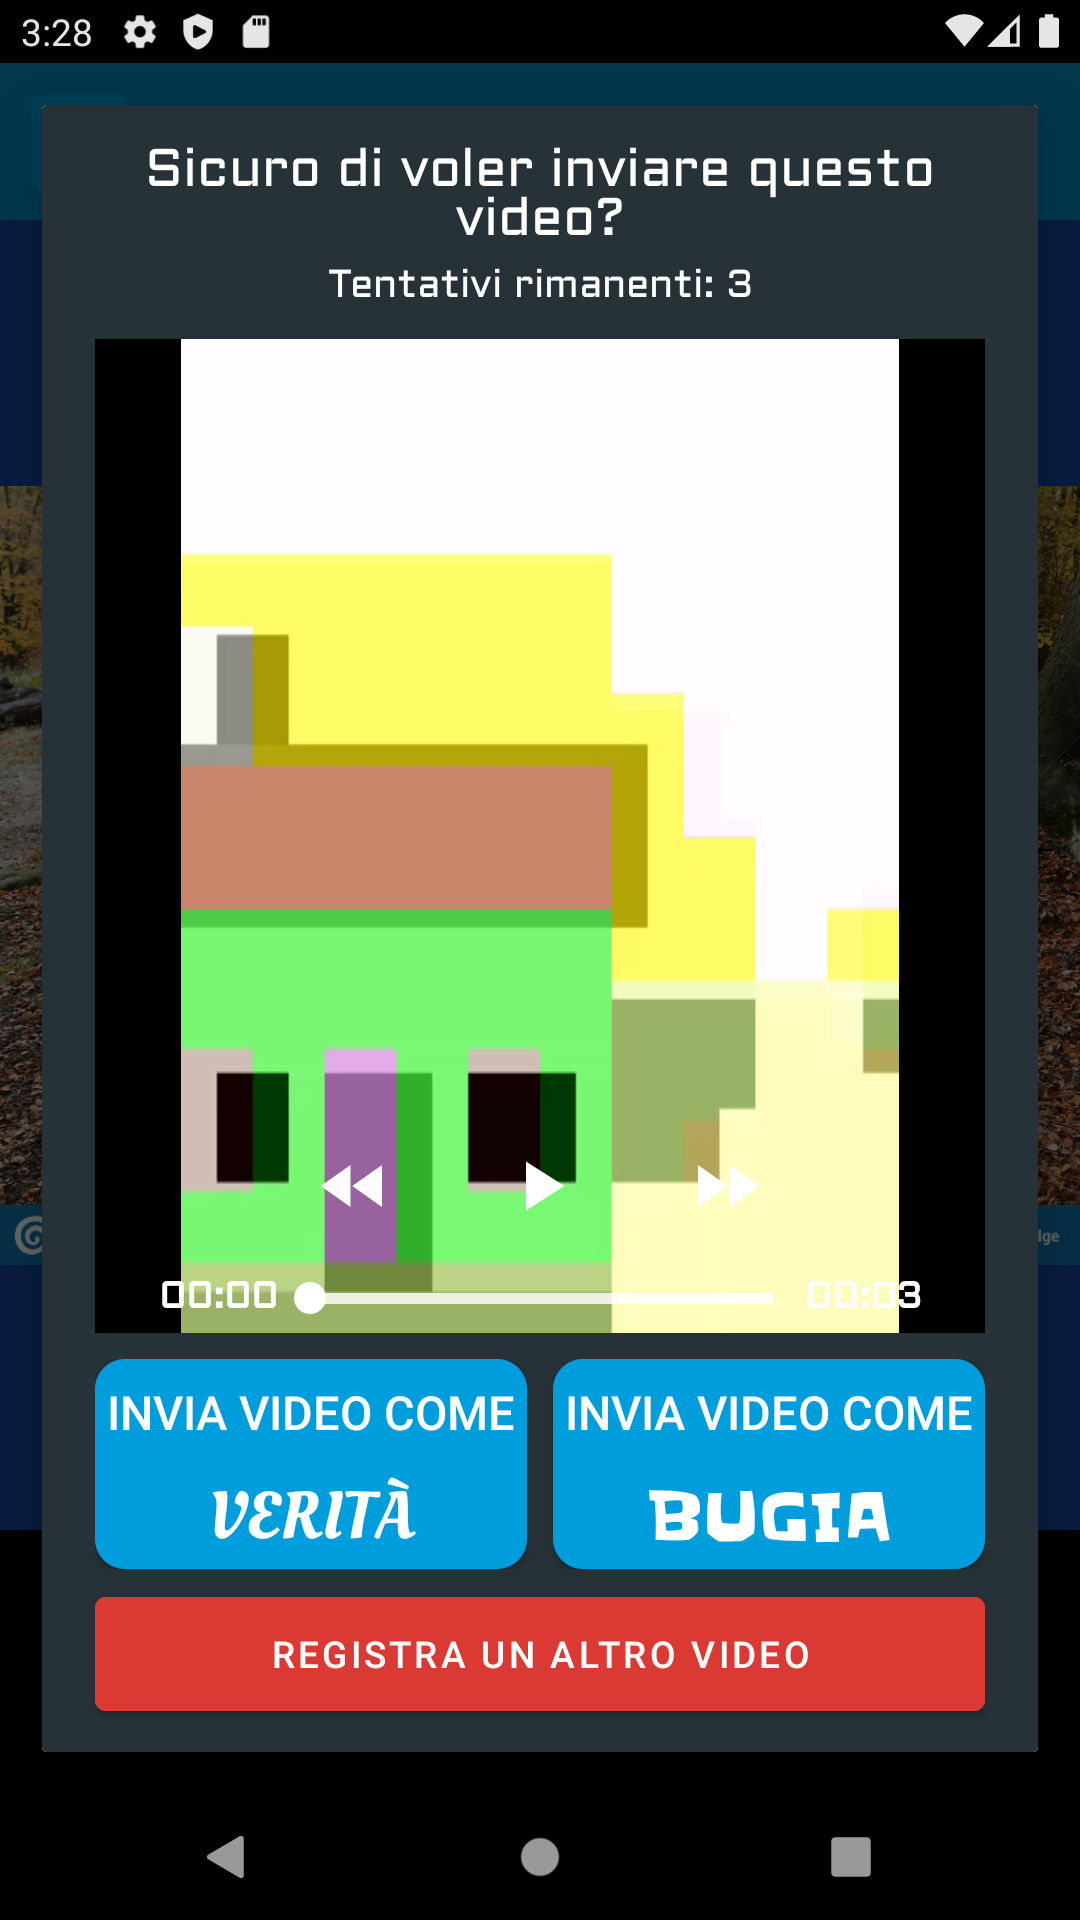 3:28
Sicuro di voler inviare questo
video?
Tentativi rimanenti: 3
00:00
00:03
INVIA VIDEO COME
VERITÀ
INVIA VIDEO COME
BUGIA
REGISTRA UN ALTRO VIDEO